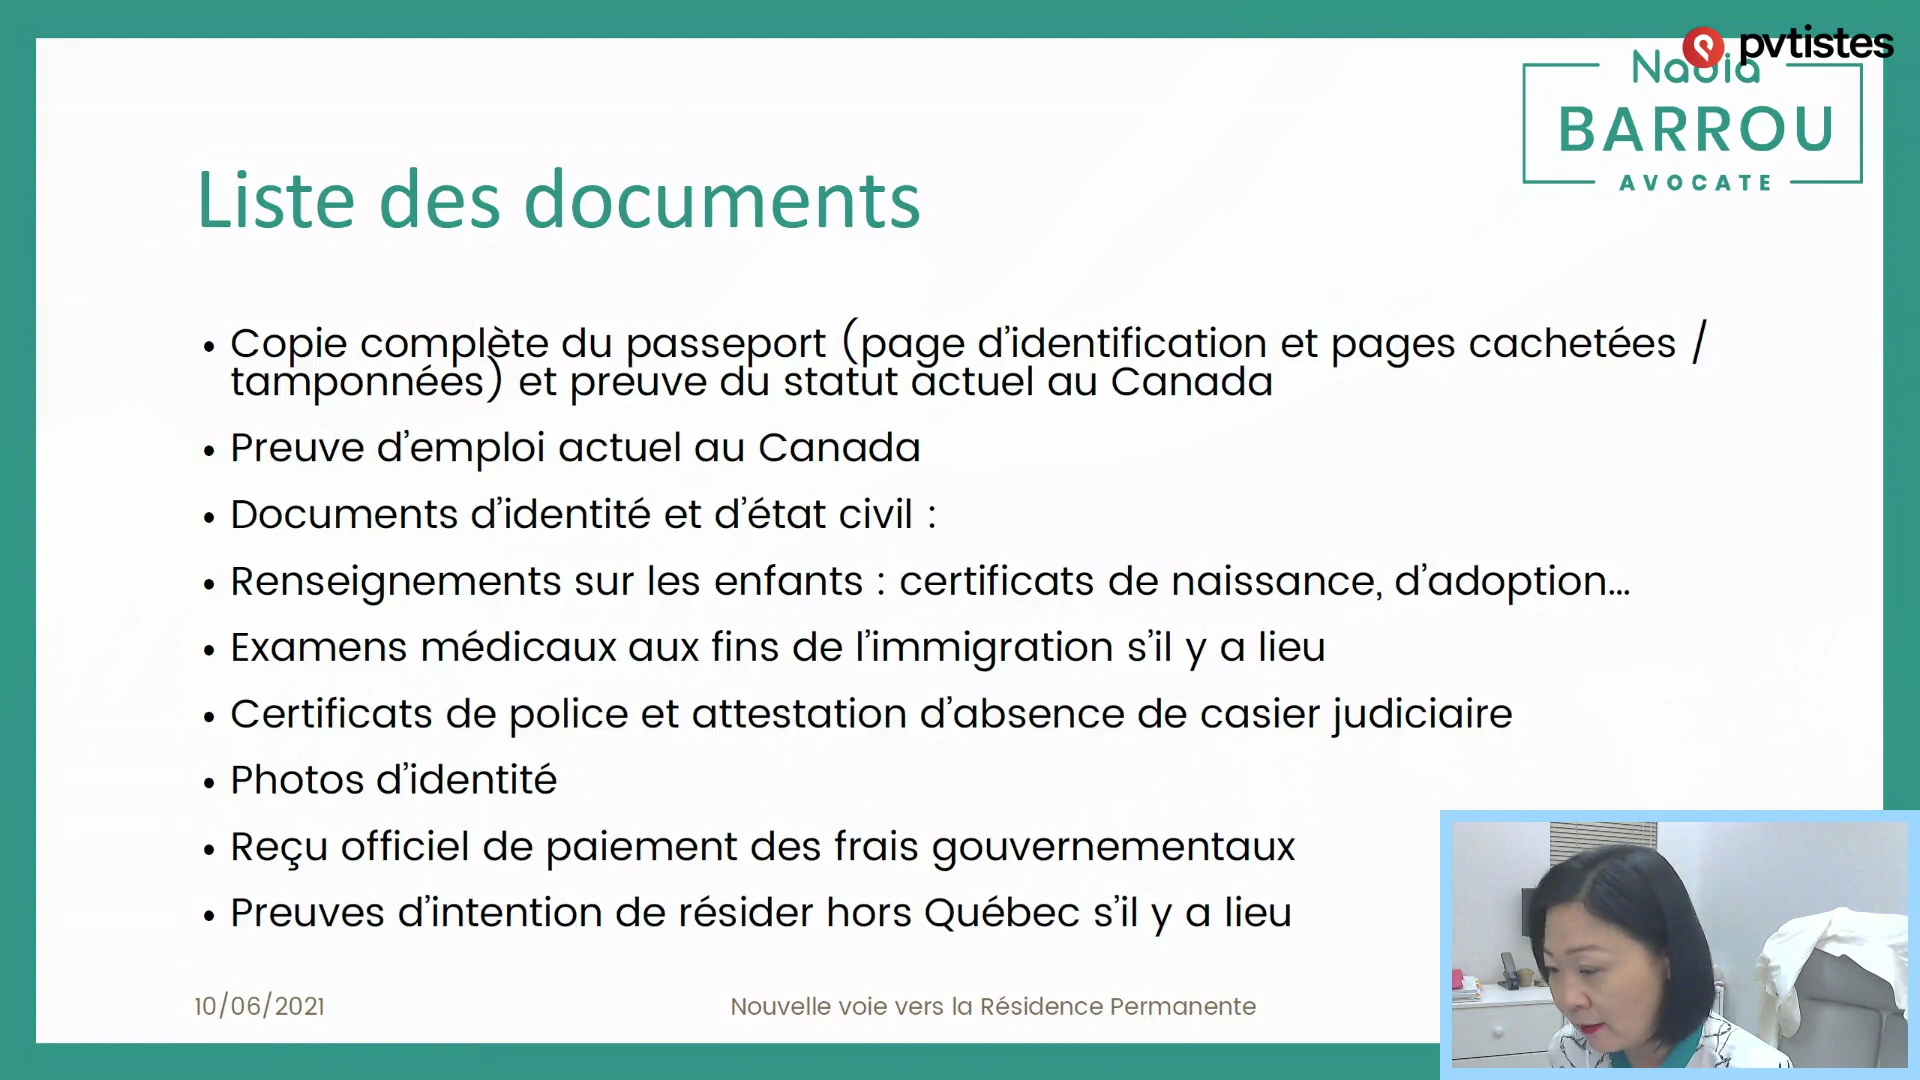 pvtistes
Nadia
BARROU
AVOCATE
Liste des documents
• Copie complète du passeport (page d’identification et pages cachetées /
tamponnées) et preuve du statut actuel au Canada
• Preuve d’emploi actuel au Canada
• Documents d’identité et d’état civil :
• Renseignements sur les enfants : certificats de naissance, d’adoption…
• Examens médicaux aux fins de l’immigration s’il y a lieu
• Certificats de police et attestation d’absence de casier judiciaire
• Photos d’identité
• Reçu officiel de paiement des frais gouvernementaux
• Preuves d’intention de résider hors Québec s’il y a lieu
10/06/2021
Nouvelle voie vers la Résidence Permanente